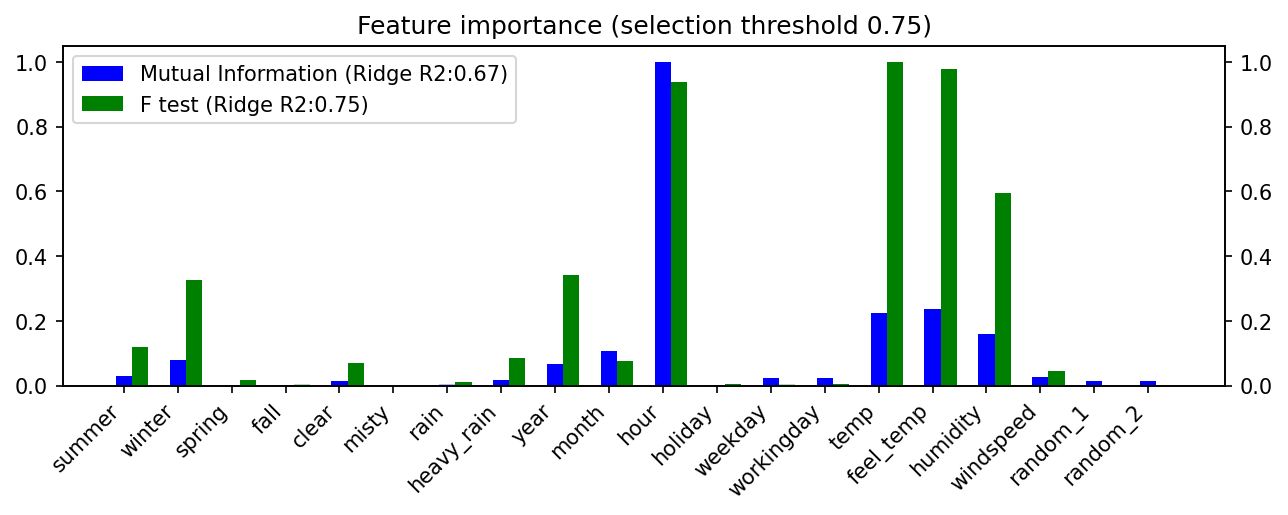 Feature importance (selection threshold 0.75)
Mutual Information (Ridge R2:0.67)
F test (Ridge R2:0.75)
1.0
0.8
0.6
0.4
0.2
0.0
1.0
0.8
0.6
0.4
0.2
0.0
summer
winter
spring
fall
clear
misty
rain
heavy_rain
year
month
hour
holiday
weekday
workingday
temp
feel_temp
humidity
windspeed
random_1
random_2